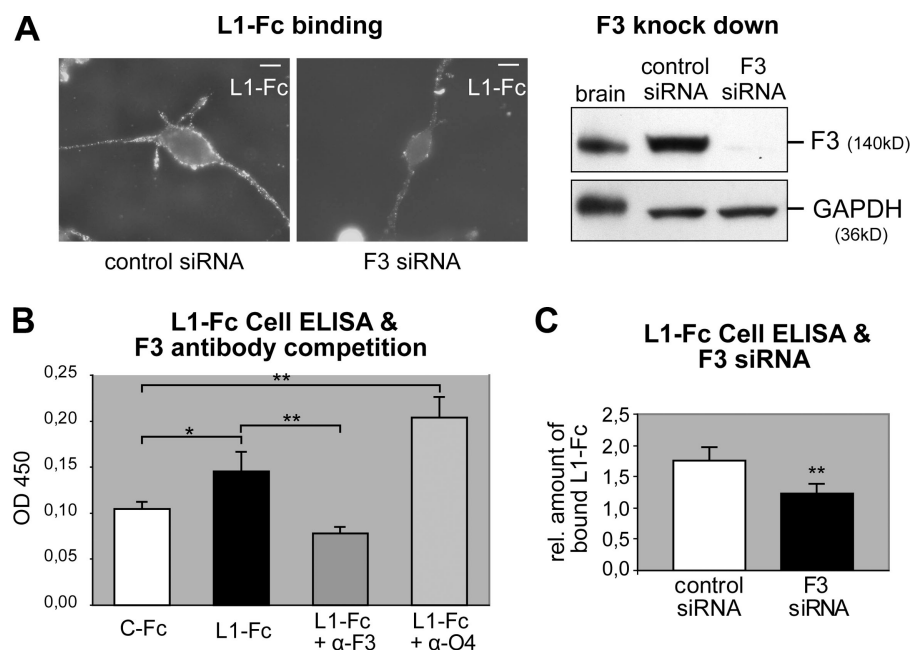 A
L1-Fc binding
F3 knock down
L1-Fc
L1-Fc
control siRNA
F3 siRNA
brain
control
siRNA
F3
siRNA
F3 (140kD)
GAPDH
(36kD)
B
L1-Fc Cell ELISA &
F3 antibody competition
OD 450
0,25
0,20
0,15
0,10
0,05
0,00
*
**
**
C-Fc
L1-Fc
L1-Fc
+ α-F3
L1-Fc
+ α-O4
C
L1-Fc Cell ELISA &
F3 siRNA
rel. amount of
bound L1-Fc
2,5
2,0
1,5
1,0
0,5
0,0
**
control
siRNA
F3
siRNA